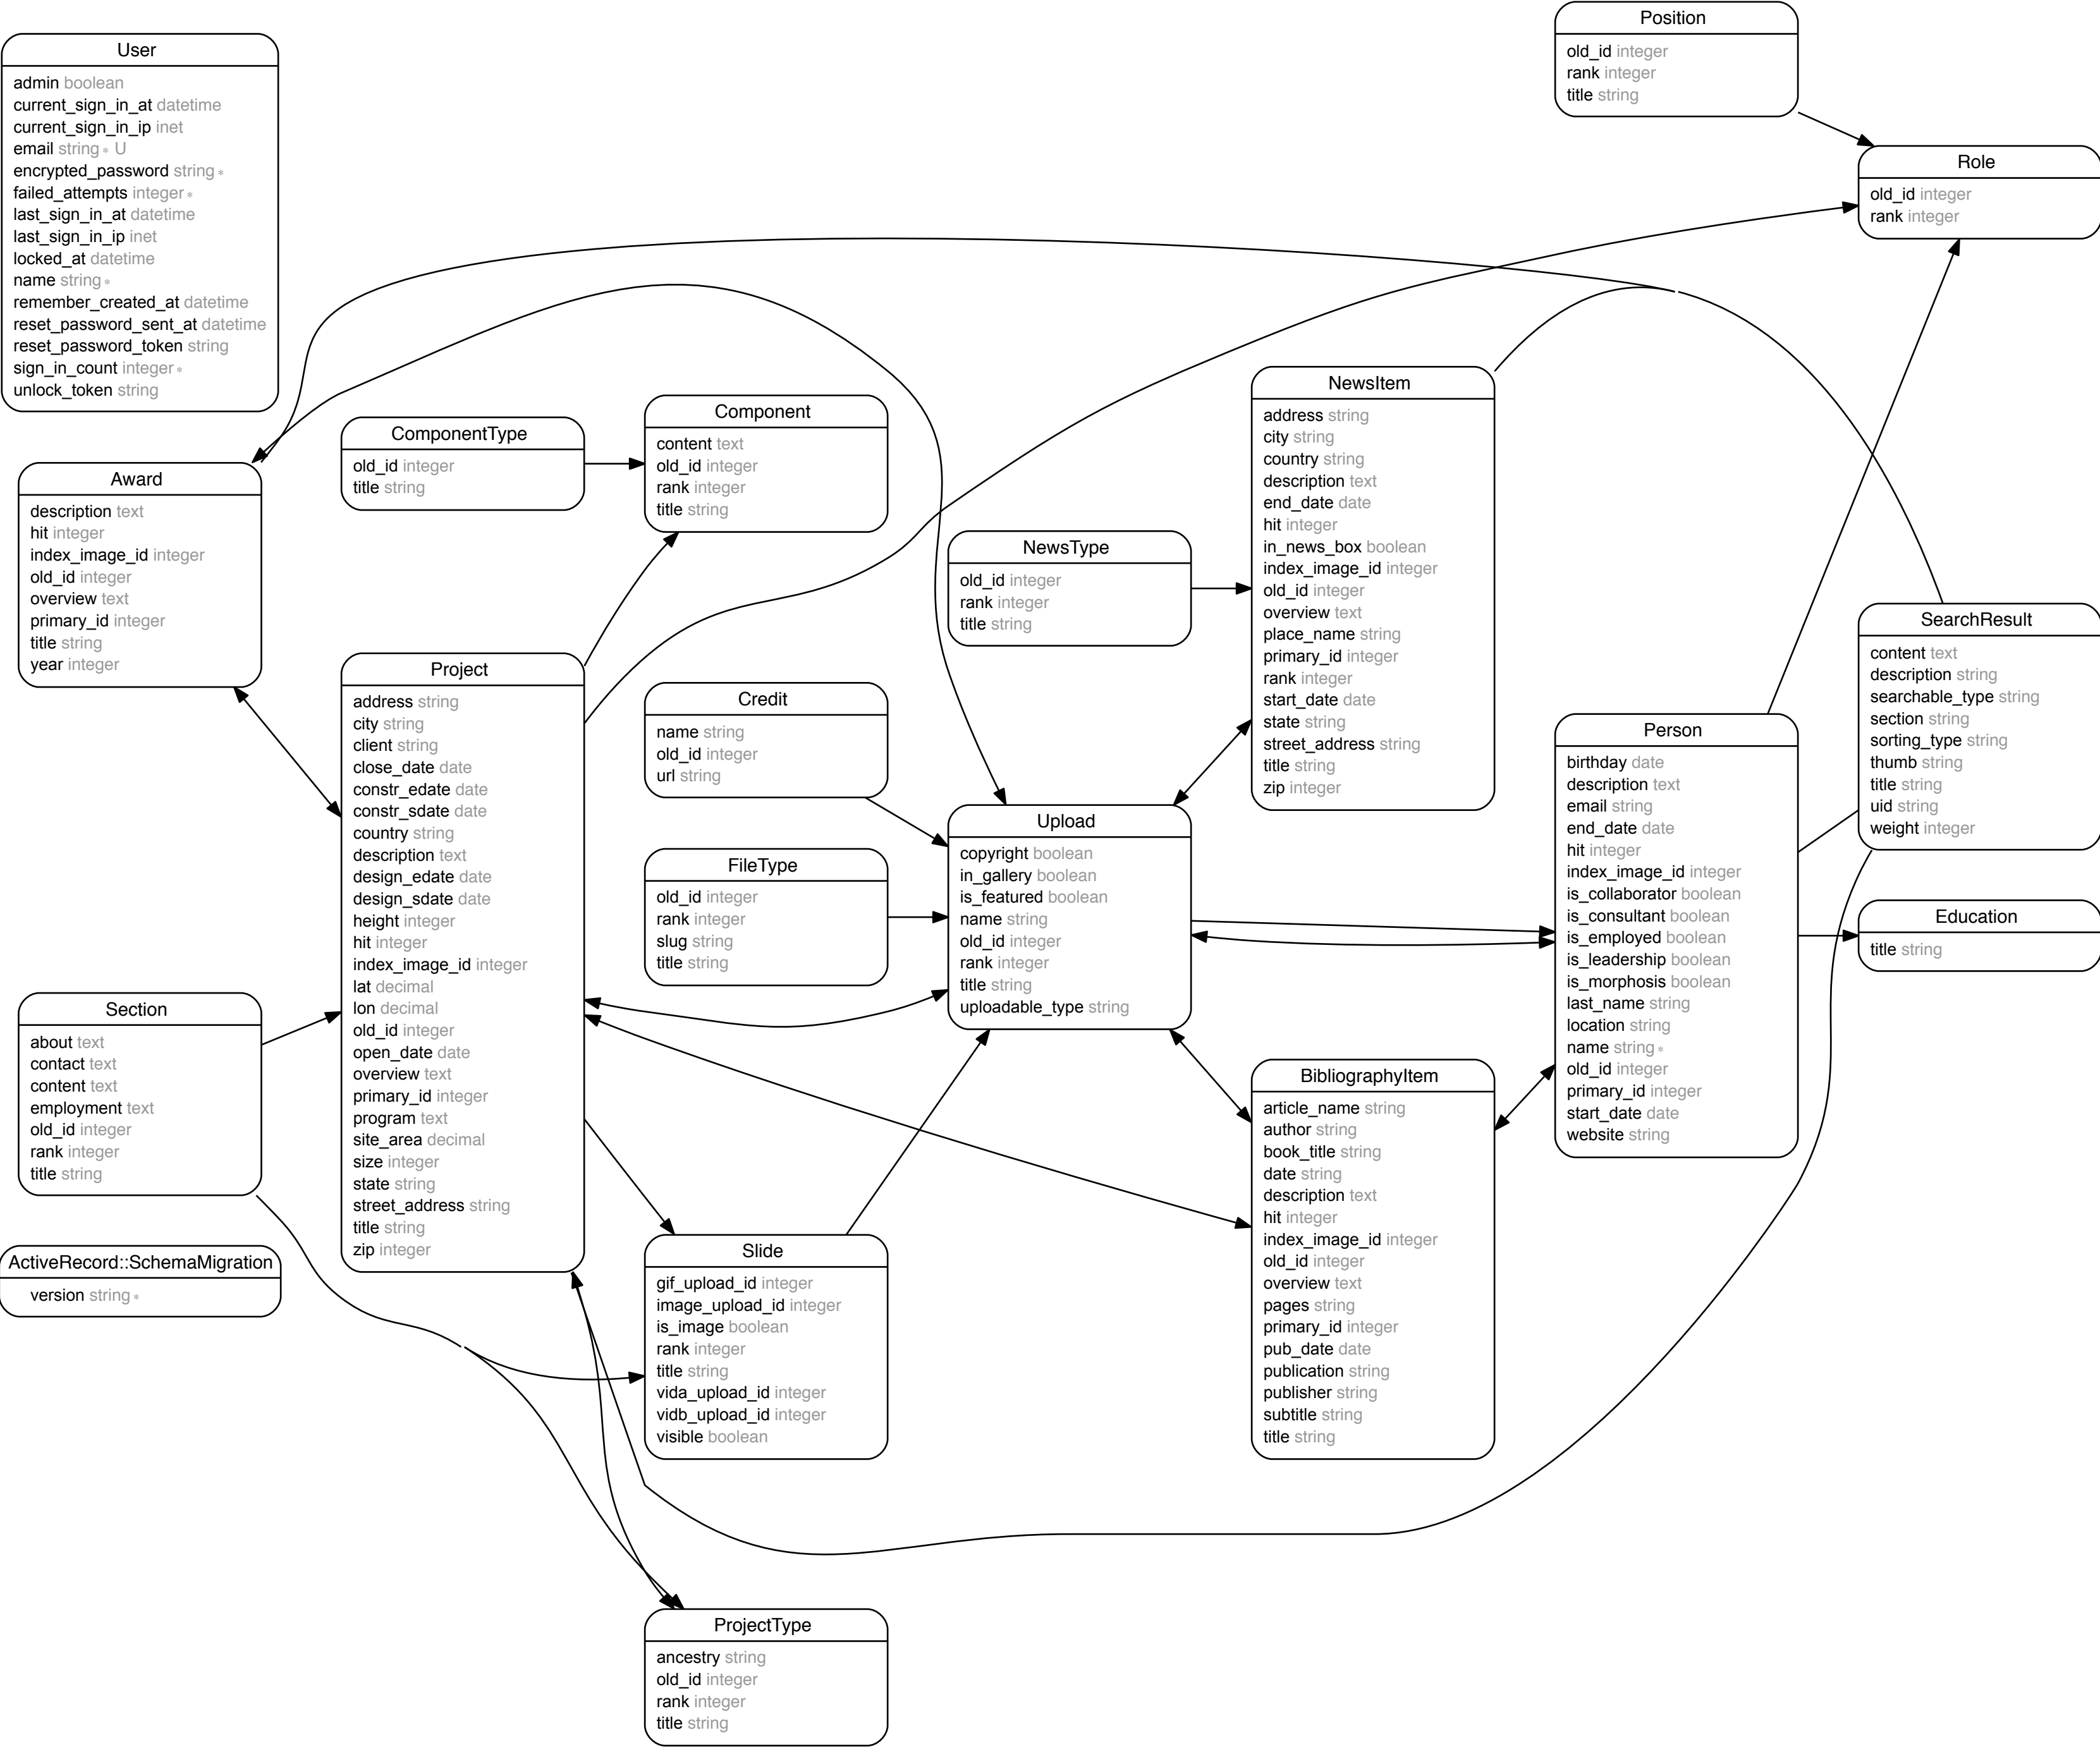 User
admin boolean
current_sign_in_at datetime
current_sign_in_ip inet
email string ∗ U
encrypted_password string ∗
failed_attempts integer ∗
last_sign_in_at datetime
last_sign_in_ip inet
locked_at datetime
name string ∗
remember_created_at datetime
reset_password_sent_at datetime
reset_password_token string
sign_in_count integer ∗
unlock_token string
Position
old_id integer
rank integer
title string
Role
old_id integer
rank integer
Award
description text
hit integer
index_image_id integer
old_id integer
overview text
primary_id integer
title string
year integer
ComponentType
old_id integer
title string
Component
content text
old_id integer
rank integer
title string
NewsType
old_id integer
rank integer
title string
NewsItem
address string
city string
country string
description text
end_date date
hit integer
in_news_box boolean
index_image_id integer
old_id integer
overview text
place_name string
primary_id integer
rank integer
start_date date
state string
street_address string
title string
zip integer
SearchResult
content text
description string
searchable_type string
section string
sorting_type string
thumb string
title string
uid string
weight integer
Project
address string
city string
client string
close_date date
constr_edate date
constr_sdate date
country string
description text
design_edate date
design_sdate date
height integer
hit integer
index_image_id integer
lat decimal
lon decimal
old_id integer
open_date date
overview text
primary_id integer
program text
site_area decimal
size integer
state string
street_address string
title string
zip integer
Credit
name string
old_id integer
url string
FileType
old_id integer
rank integer
slug string
title string
Upload
copyright boolean
in_gallery boolean
is_featured boolean
name string
old_id integer
rank integer
title string
uploadable_type string
Person
birthday date
description text
email string
end_date date
hit integer
index_image_id integer
is_collaborator boolean
is_consultant boolean
is_employed boolean
is_leadership boolean
is_morphosis boolean
last_name string
location string
name string ∗
old_id integer
primary_id integer
start_date date
website string
Education
title string
Section
about text
contact text
content text
employment text
old_id integer
rank integer
title string
ActiveRecord::SchemaMigration
version string ∗
Slide
gif_upload_id integer
image_upload_id integer
is_image boolean
rank integer
title string
vida_upload_id integer
vidb_upload_id integer
visible boolean
BibliographyItem
article_name string
author string
book_title string
date string
description text
hit integer
index_image_id integer
old_id integer
overview text
pages string
primary_id integer
pub_date date
publication string
publisher string
subtitle string
title string
ProjectType
ancestry string
old_id integer
rank integer
title string